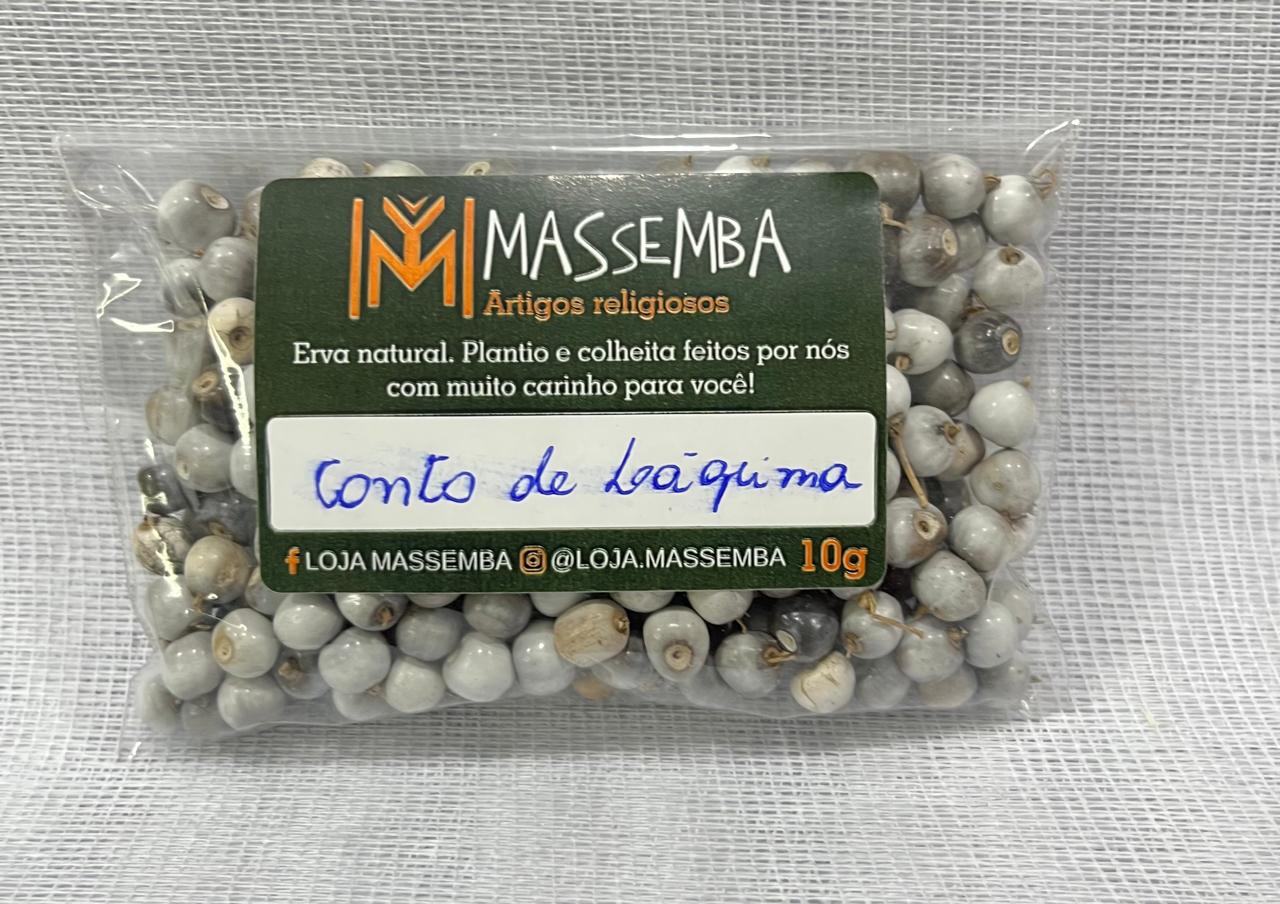 MASSEMBA
Artigos religiosos
Erva natural. Plantio e colheita feitos por nós
com muito carinho para você!
Conta de Lágrima
LOJA MASSEMBA @LOJA.MASSEMBA 10g